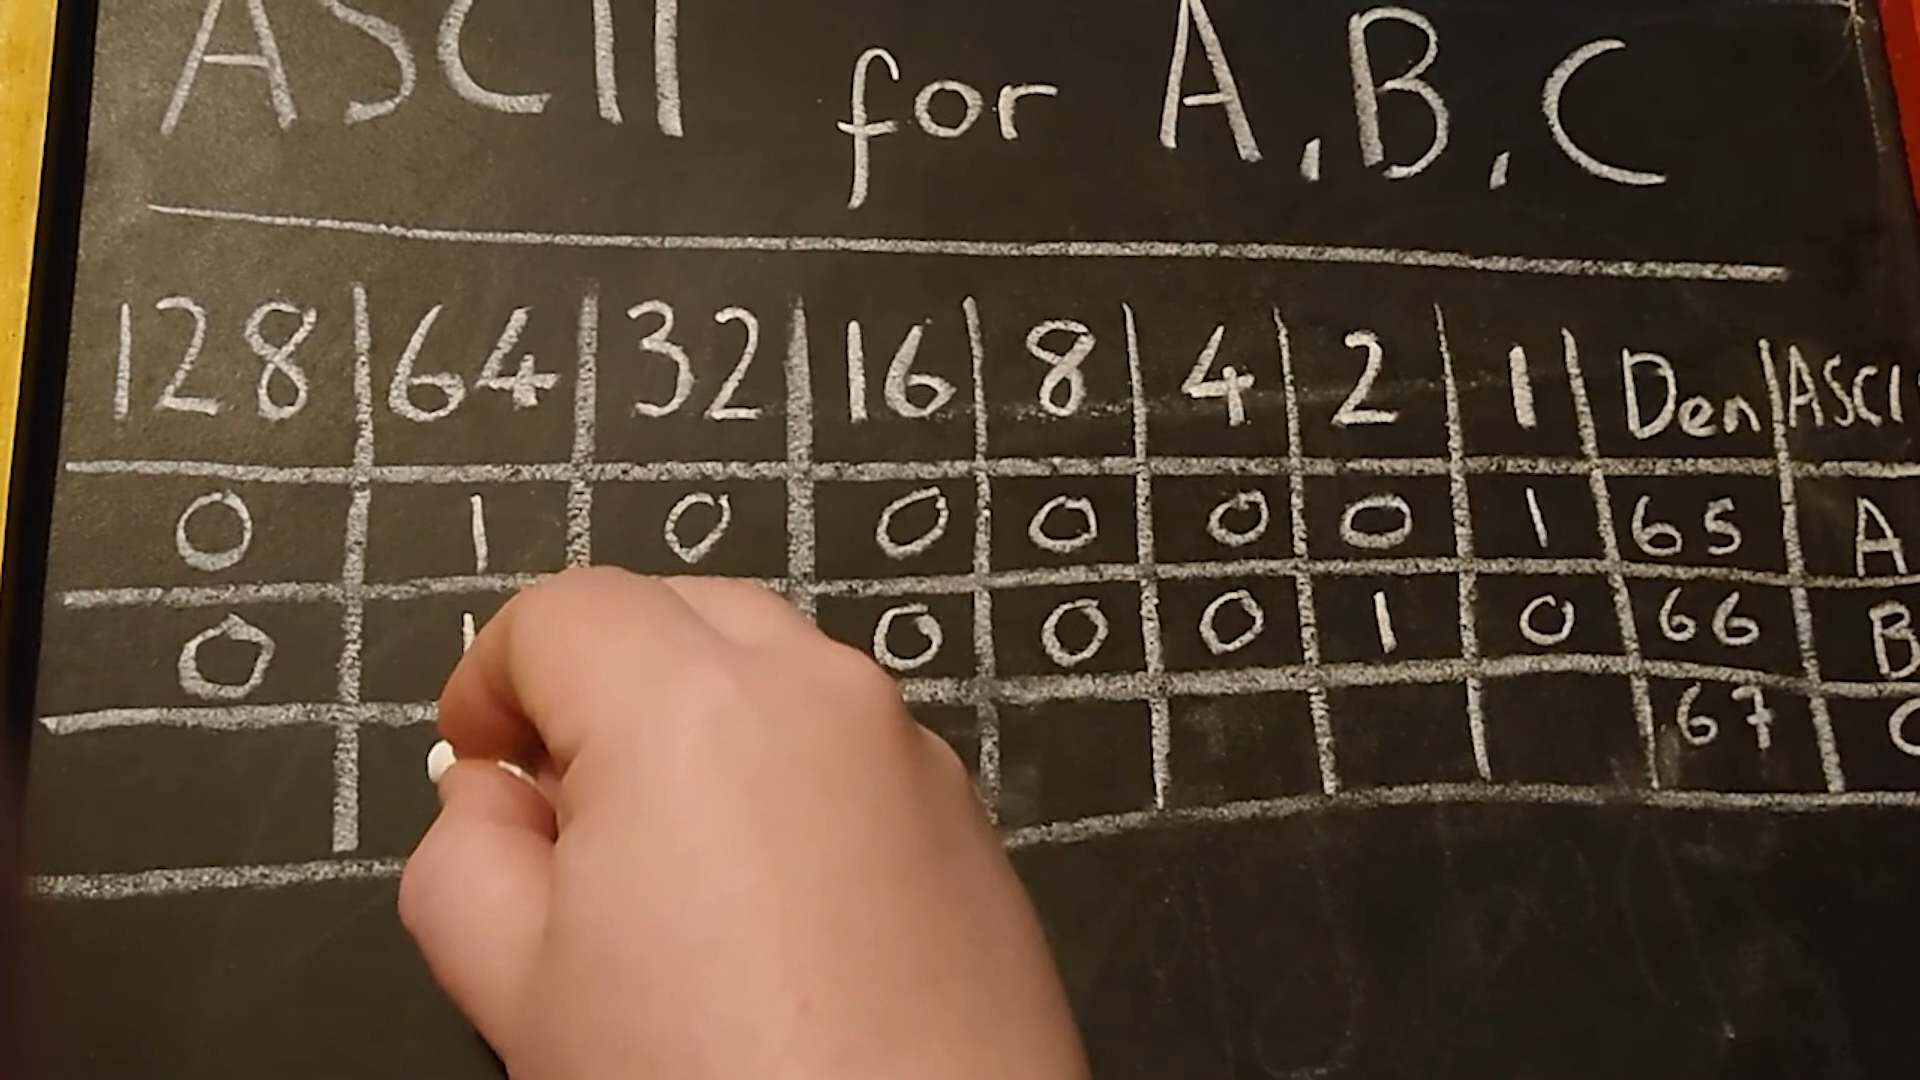 ASCII for A, B, C
128 64 32 16 8 4 2 1 Den ASCI
0 1 0 0 0 0 0 1 65 A
0 1 0 0 0 1 0 66 B
67 C